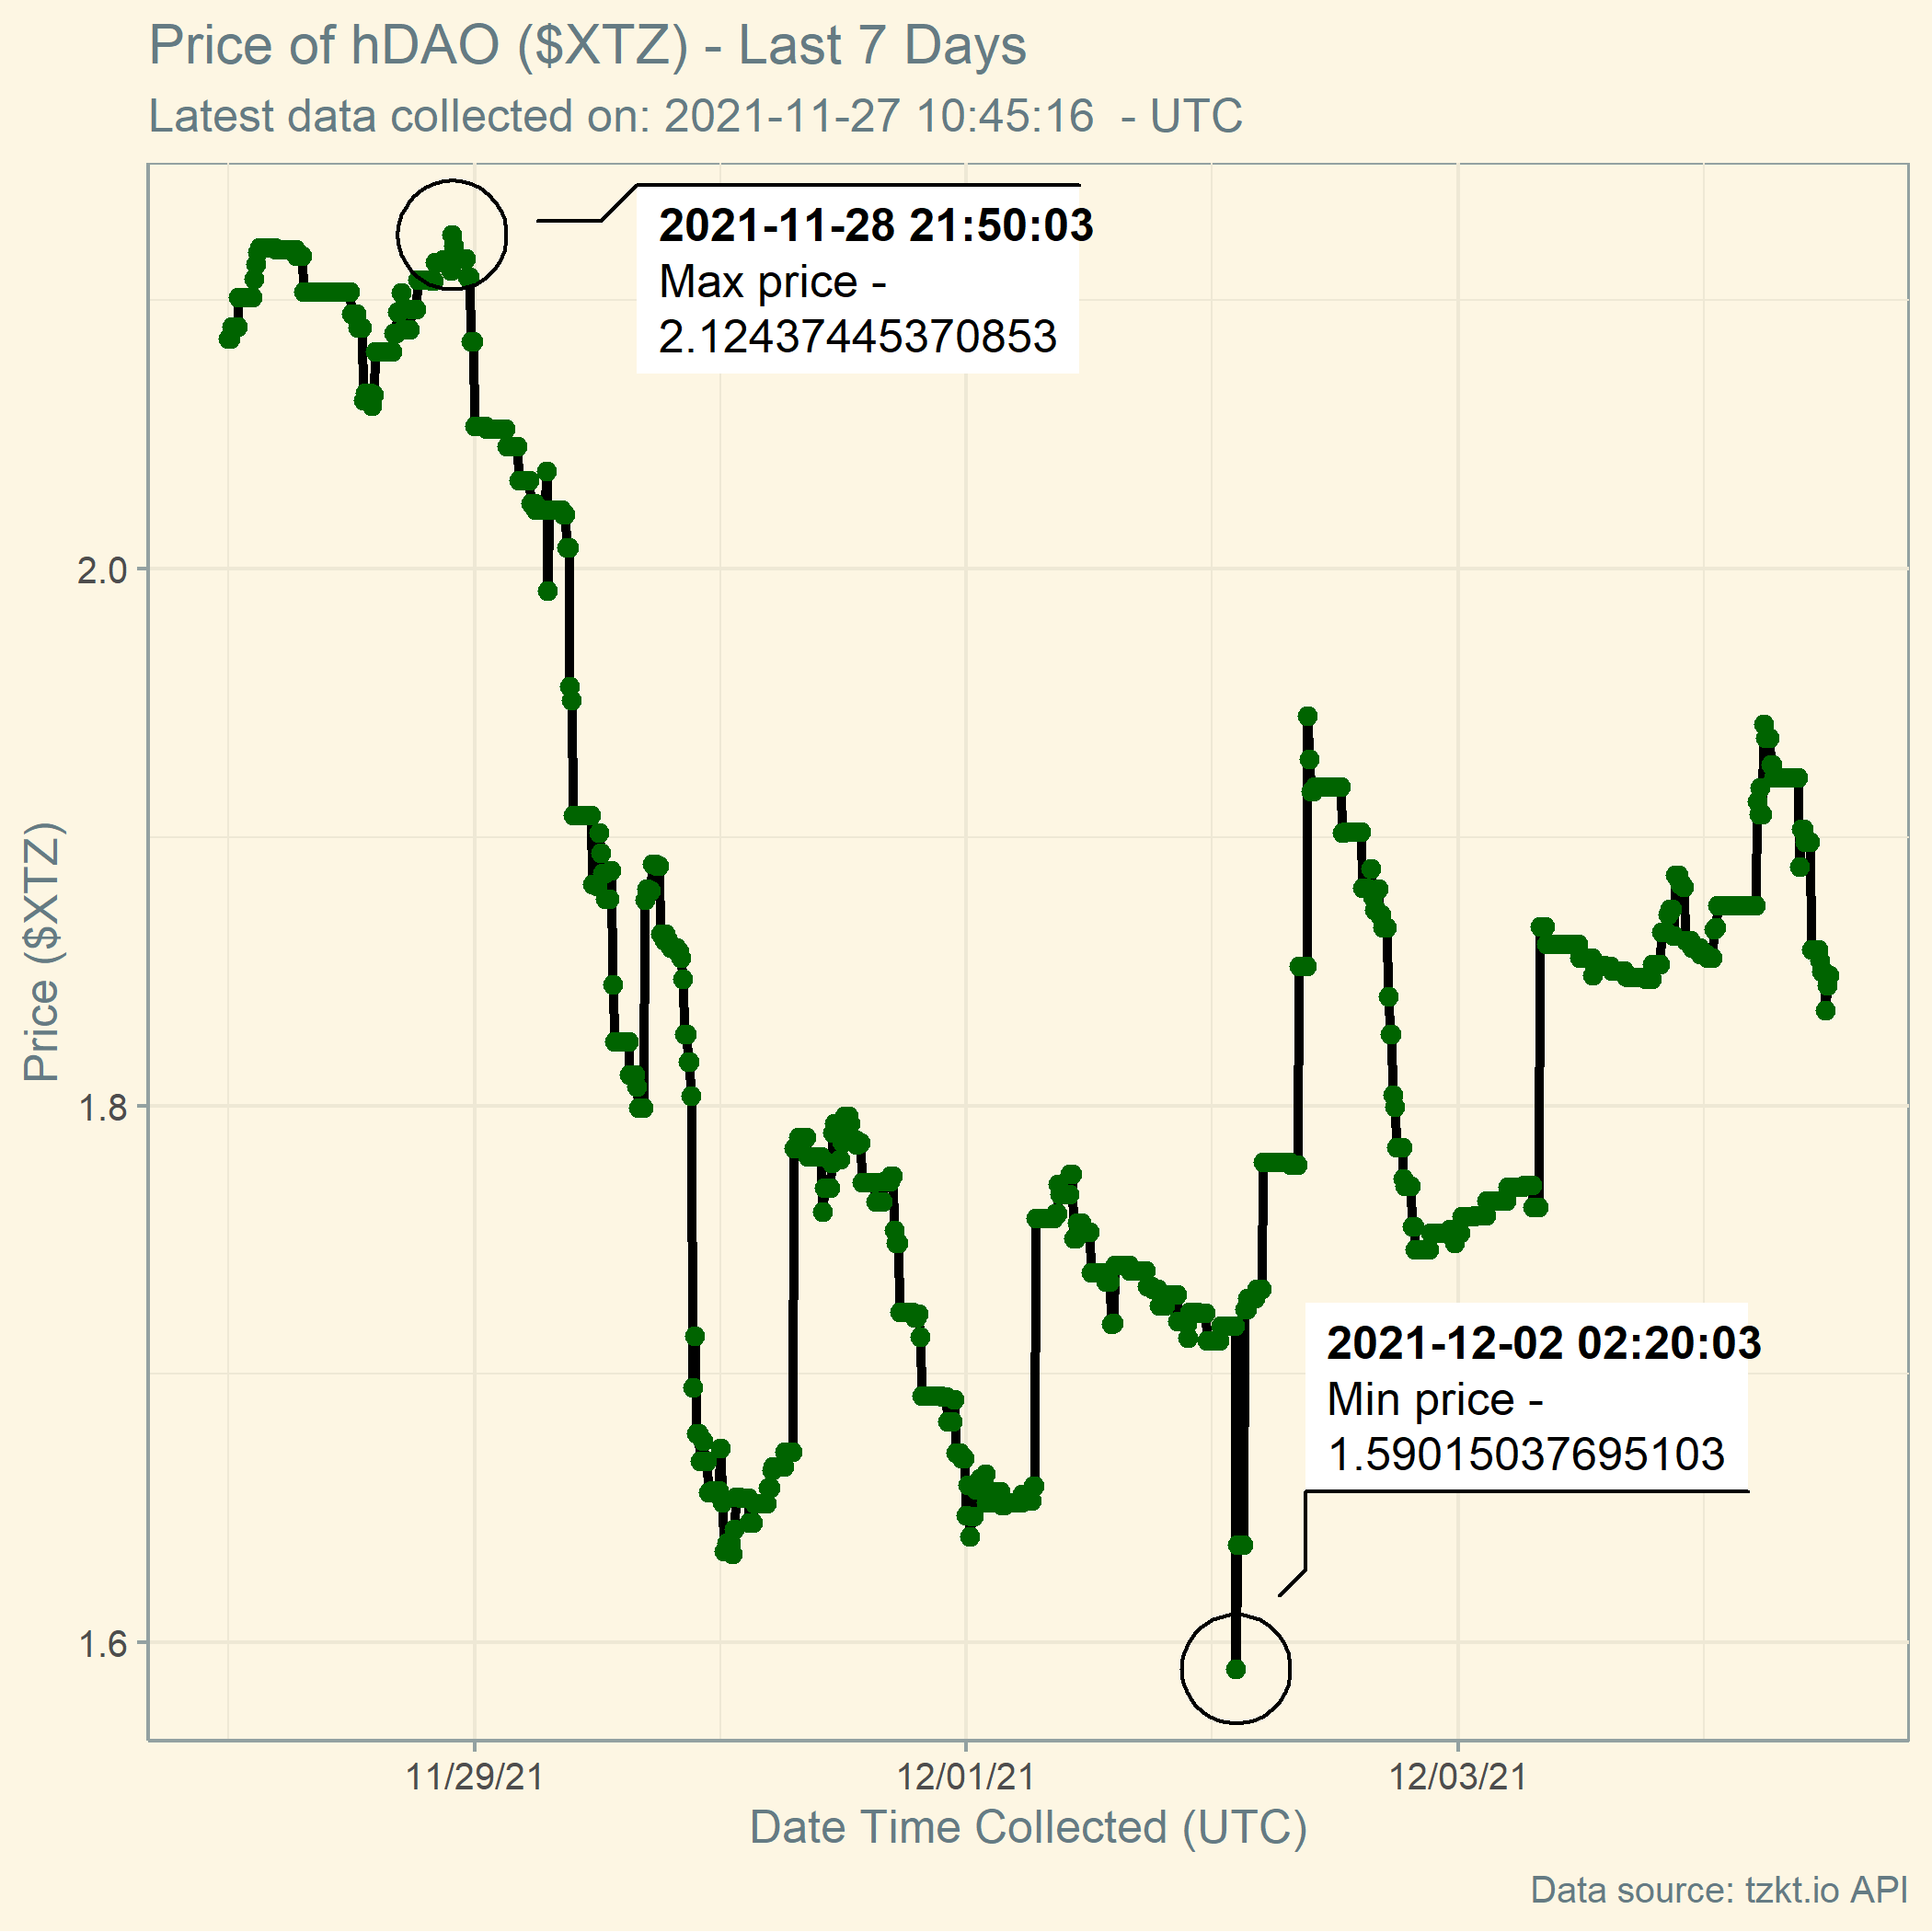 Price of hDAO ($XTZ) - Last 7 Days
Latest data collected on: 2021-11-27 10:45:16  - UTC
2021-11-28 21:50:03
Max price -
2.12437445370853
2.0
1.8
1.6
Price ($XTZ)
2021-12-02 02:20:03
Min price -
1.59015037695103
11/29/21
12/01/21
12/03/21
Date Time Collected (UTC)
Data source: tzkt.io API